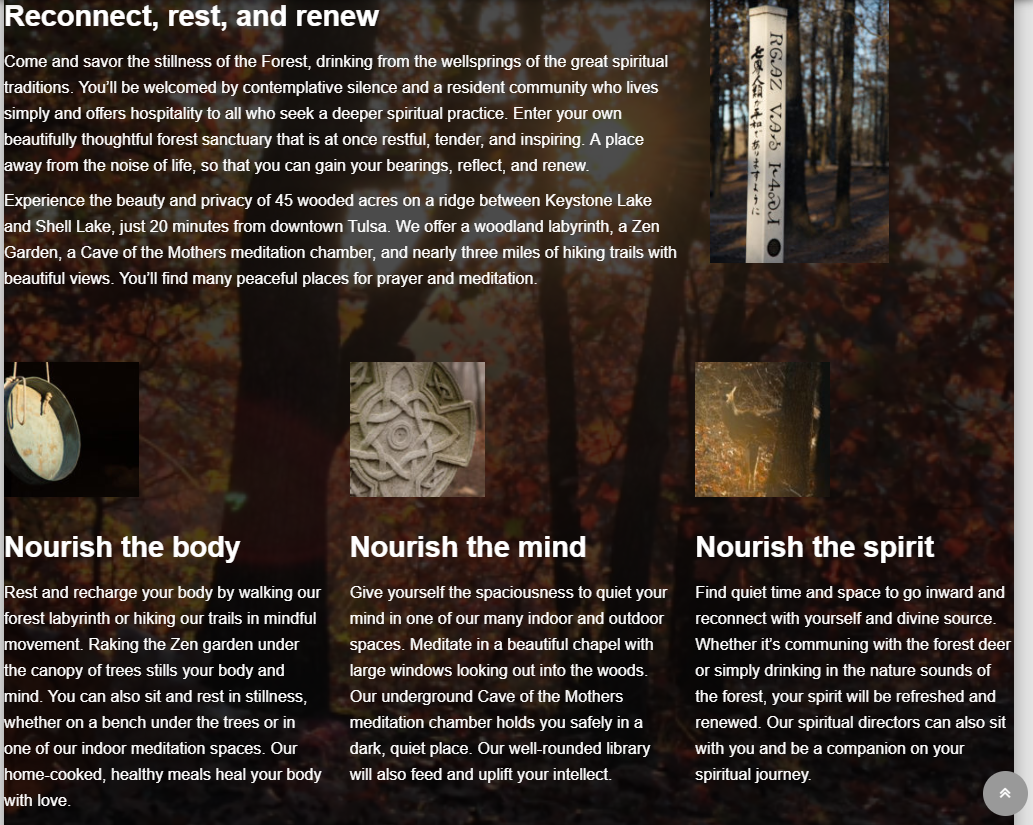 Reconnect, rest, and renew
Come and savor the stillness of the Forest, drinking from the wellsprings of the great spiritual
traditions. You’ll be welcomed by contemplative silence and a resident community who lives
simply and offers hospitality to all who seek a deeper spiritual practice. Enter your own
beautifully thoughtful forest sanctuary that is at once restful, tender, and inspiring. A place
away from the noise of life, so that you can gain your bearings, reflect, and renew.
Experience the beauty and privacy of 45 wooded acres on a ridge between Keystone Lake
and Shell Lake, just 20 minutes from downtown Tulsa. We offer a woodland labyrinth, a Zen
Garden, a Cave of the Mothers meditation chamber, and nearly three miles of hiking trails with
beautiful views. You’ll find many peaceful places for prayer and meditation.
世界人類が平和でありますように
Nourish the body
Rest and recharge your body by walking our
forest labyrinth or hiking our trails in mindful
movement. Raking the Zen garden under
the canopy of trees stills your body and
mind. You can also sit and rest in stillness,
whether on a bench under the trees or in
one of our indoor meditation spaces. Our
home-cooked, healthy meals heal your body
with love.
Nourish the mind
Give yourself the spaciousness to quiet your
mind in one of our many indoor and outdoor
spaces. Meditate in a beautiful chapel with
large windows looking out into the woods.
Our underground Cave of the Mothers
meditation chamber holds you safely in a
dark, quiet place. Our well-rounded library
will also feed and uplift your intellect.
Nourish the spirit
Find quiet time and space to go inward and
reconnect with yourself and divine source.
Whether it’s communing with the forest deer
or simply drinking in the nature sounds of
the forest, your spirit will be refreshed and
renewed. Our spiritual directors can also sit
with you and be a companion on your
spiritual journey.